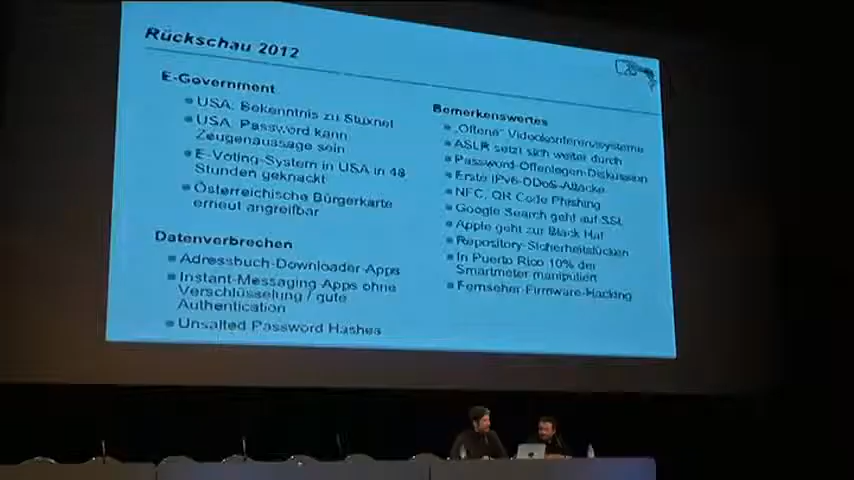 Rückschau 2012
E-Government
USA: Bekenntnis zu Stuxnet
USA: Password kann
Zeugenaussage sein
E-Voting-System in USA in 48
Stunden geknackt
Österreichische Bürgerkarte
erneut angreifbar
Datenverbrechen
Adressbuch-Downloader-Apps
Instant-Messaging Apps ohne
Verschlüsselung / gute
Authentication
Unsalted Password Hashes
Bemerkenswertes
„Offene“ Videokonferenzsysteme
ASLR setzt sich weiter durch
Password-Offenlegen-Diskussion
Erste IPv6-DDoS-Attacke
NFC, QR Code Phishing
Google Search geht auf SSL
Apple geht zur Black Hat
Repository-Sicherheitslücken
In Puerto Rico 10% der
Smartmeter manipuliert
Fernseher-Firmware-Hacking